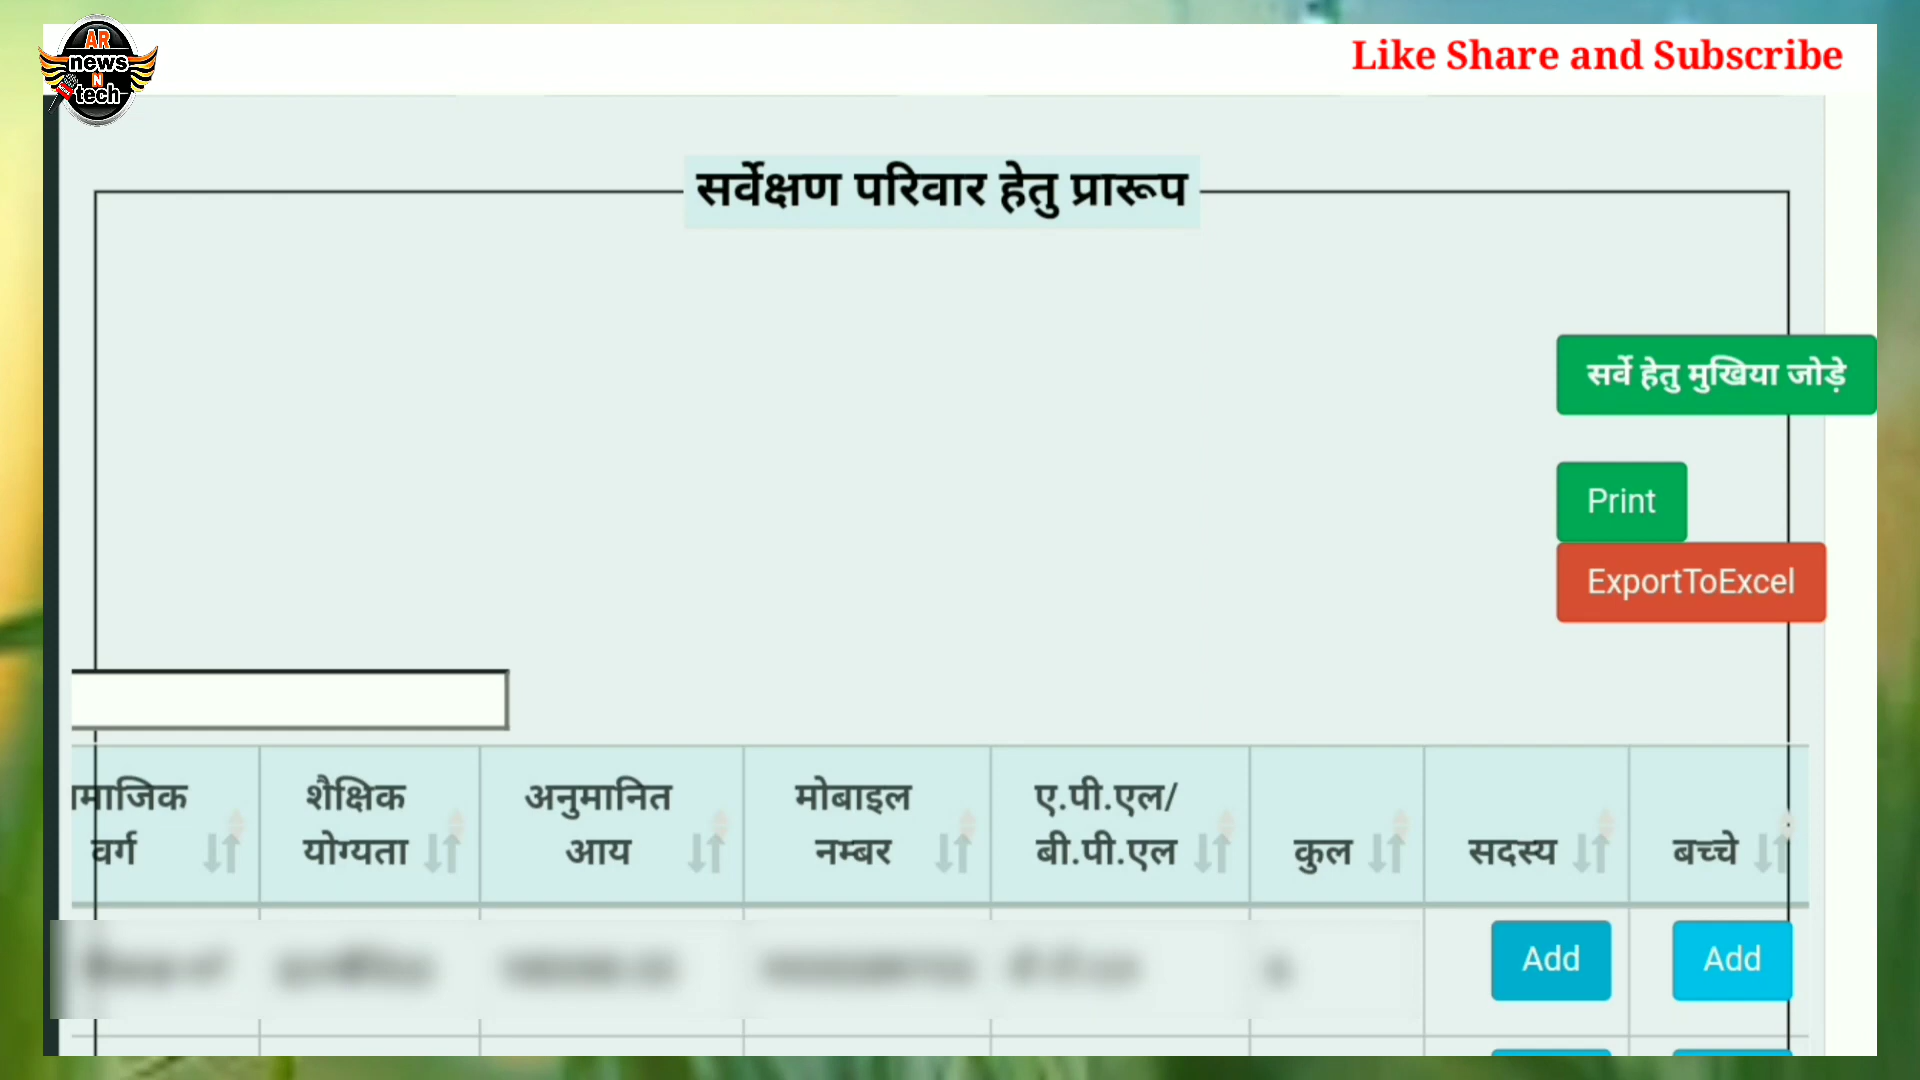 AR
news
N
tech
Like Share and Subscribe
सर्वेक्षण परिवार हेतु प्रारूप
सर्वे हेतु मुखिया जोड़े
Print
ExportToExcel
वर्ग
शैक्षिक
योग्यता
अनुमानित
आय
मोबाइल
नम्बर
ए.पी.एल/
बी.पी.एल
कुल
सदस्य
बच्चे
Add
Add